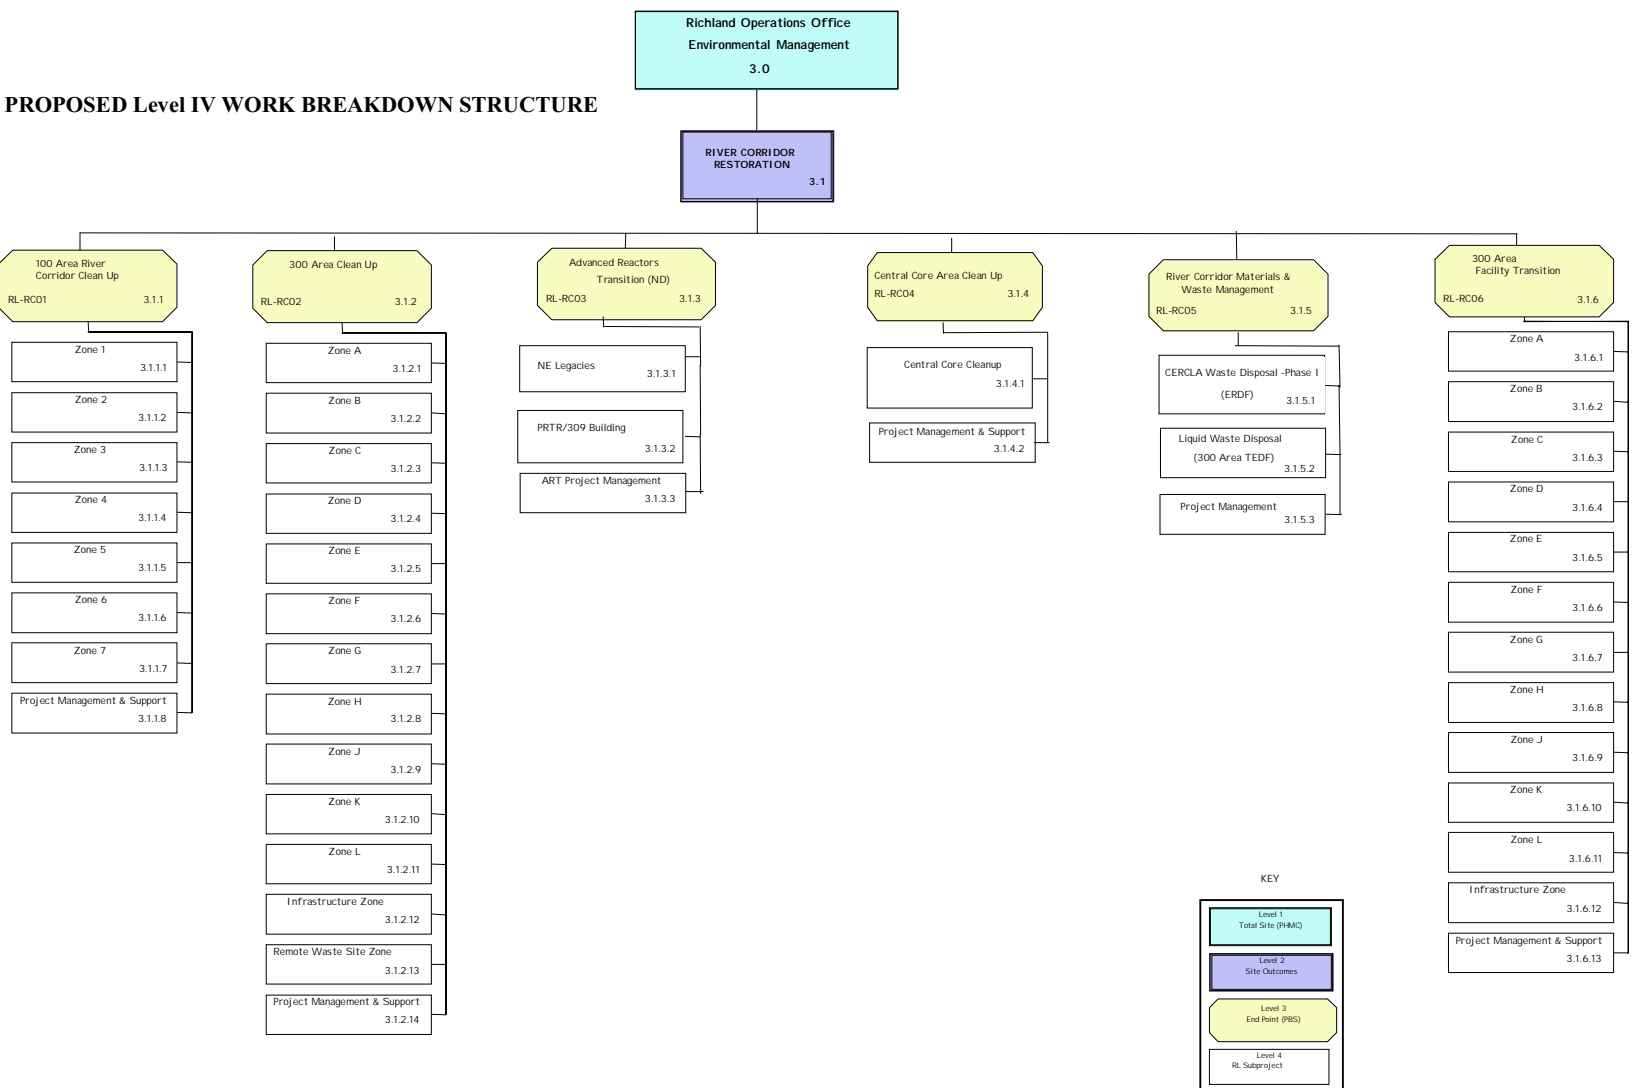 Richland Operations Office
Environmental Management
3.0
PROPOSED Level IV WORK BREAKDOWN STRUCTURE
RIVER CORRIDOR
RESTORATION
3.1
100 Area River
Corridor Clean Up
RL-RC01 3.1.1
Zone 1
3.1.1.1
Zone 2
3.1.1.2
Zone 3
3.1.1.3
Zone 4
3.1.1.4
Zone 5
3.1.1.5
Zone 6
3.1.1.6
Zone 7
3.1.1.7
Project Management & Support
3.1.1.8
300 Area Clean Up
RL-RC02 3.1.2
Zone A
3.1.2.1
Zone B
3.1.2.2
Zone C
3.1.2.3
Zone D
3.1.2.4
Zone E
3.1.2.5
Zone F
3.1.2.6
Zone G
3.1.2.7
Zone H
3.1.2.8
Zone J
3.1.2.9
Zone K
3.1.2.10
Zone L
3.1.2.11
Infrastructure Zone
3.1.2.12
Remote Waste Site Zone
3.1.2.13
Project Management & Support
3.1.2.14
Advanced Reactors
Transition (ND)
RL-RC03 3.1.3
NE Legacies
3.1.3.1
PRTR/309 Building
3.1.3.2
ART Project Management
3.1.3.3
Central Core Area Clean Up
RL-RC04 3.1.4
Central Core Cleanup
3.1.4.1
Project Management & Support
3.1.4.2
River Corridor Materials &
Waste Management
RL-RC05 3.1.5
CERCLA Waste Disposal -Phase I
(ERDF) 3.1.5.1
Liquid Waste Disposal
(300 Area TEDF)
3.1.5.2
Project Management
3.1.5.3
300 Area
Facility Transition
RL-RC06 3.1.6
Zone A
3.1.6.1
Zone B
3.1.6.2
Zone C
3.1.6.3
Zone D
3.1.6.4
Zone E
3.1.6.5
Zone F
3.1.6.6
Zone G
3.1.6.7
Zone H
3.1.6.8
Zone J
3.1.6.9
Zone K
3.1.6.10
Zone L
3.1.6.11
Infrastructure Zone
3.1.6.12
Project Management & Support
3.1.6.13
KEY
Level 1
Total Site (PHMC)
Level 2
Site Outcomes
Level 3
End Point (PBS)
Level 4
RL Subproject